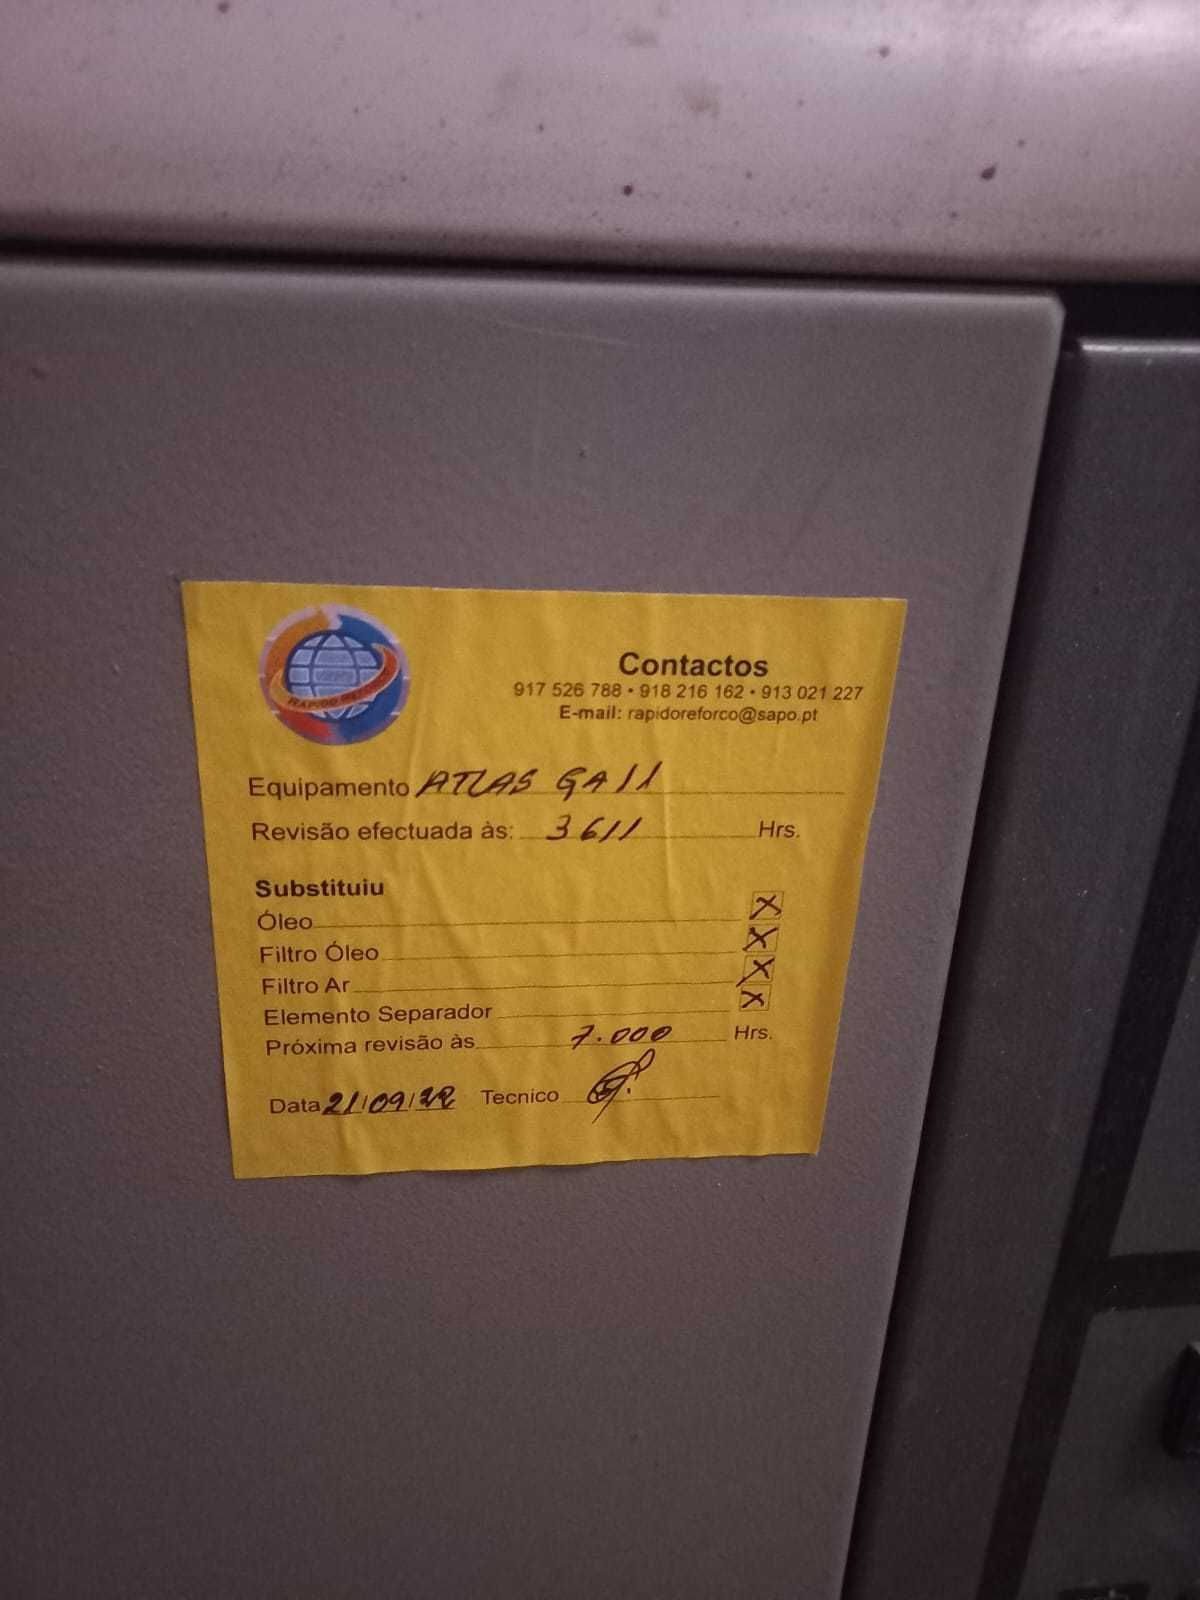 RAPIDO
Contactos
917 526 788 • 918 216 162 • 913 021 227
E-mail: rapidoreforco@sapo.pt
Equipamento ATLAS GA11
Revisão efectuada às: 3611 Hrs.
Substituiu
Óleo X
Filtro Óleo X
Filtro Ar X
Elemento Separador X
Próxima revisão às 7.000 Hrs.
Data 21/09/22 Tecnico